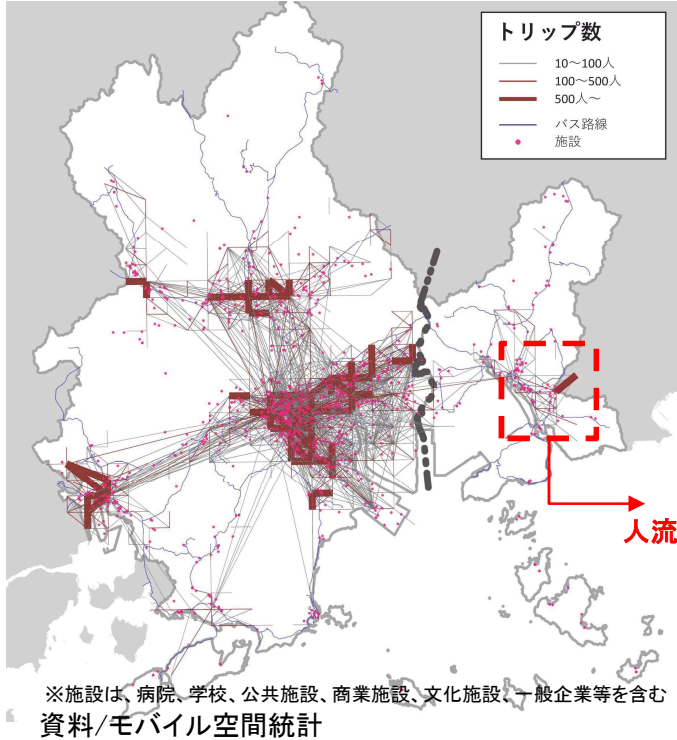 トリップ数
10～100人
100～500人
500人～
バス路線
施設
人流
※施設は、病院、学校、公共施設、商業施設、文化施設、一般企業等を含む
資料/モバイル空間統計